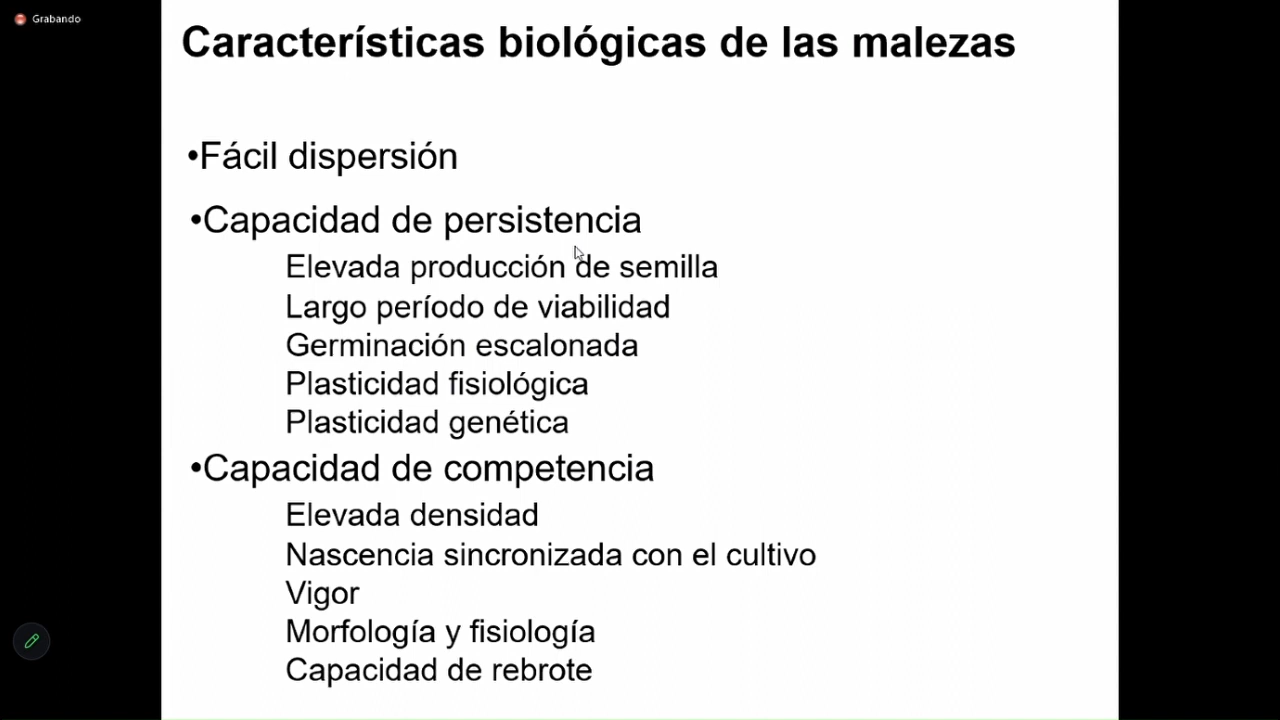 Grabando
Características biológicas de las malezas
•Fácil dispersión
•Capacidad de persistencia
Elevada producción de semilla
Largo período de viabilidad
Germinación escalonada
Plasticidad fisiológica
Plasticidad genética
•Capacidad de competencia
Elevada densidad
Nascencia sincronizada con el cultivo
Vigor
Morfología y fisiología
Capacidad de rebrote